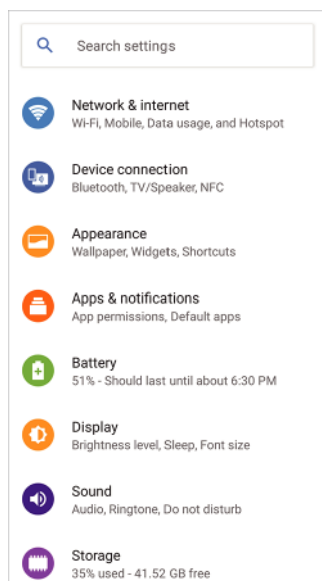 Search settings
Network & internet
Wi-Fi, Mobile, Data usage, and Hotspot
Device connection
Bluetooth, TV/Speaker, NFC
Appearance
Wallpaper, Widgets, Shortcuts
Apps & notifications
App permissions, Default apps
Battery
51% - Should last until about 6:30 PM
Display
Brightness level, Sleep, Font size
Sound
Audio, Ringtone, Do not disturb
Storage
35% used - 41.52 GB free